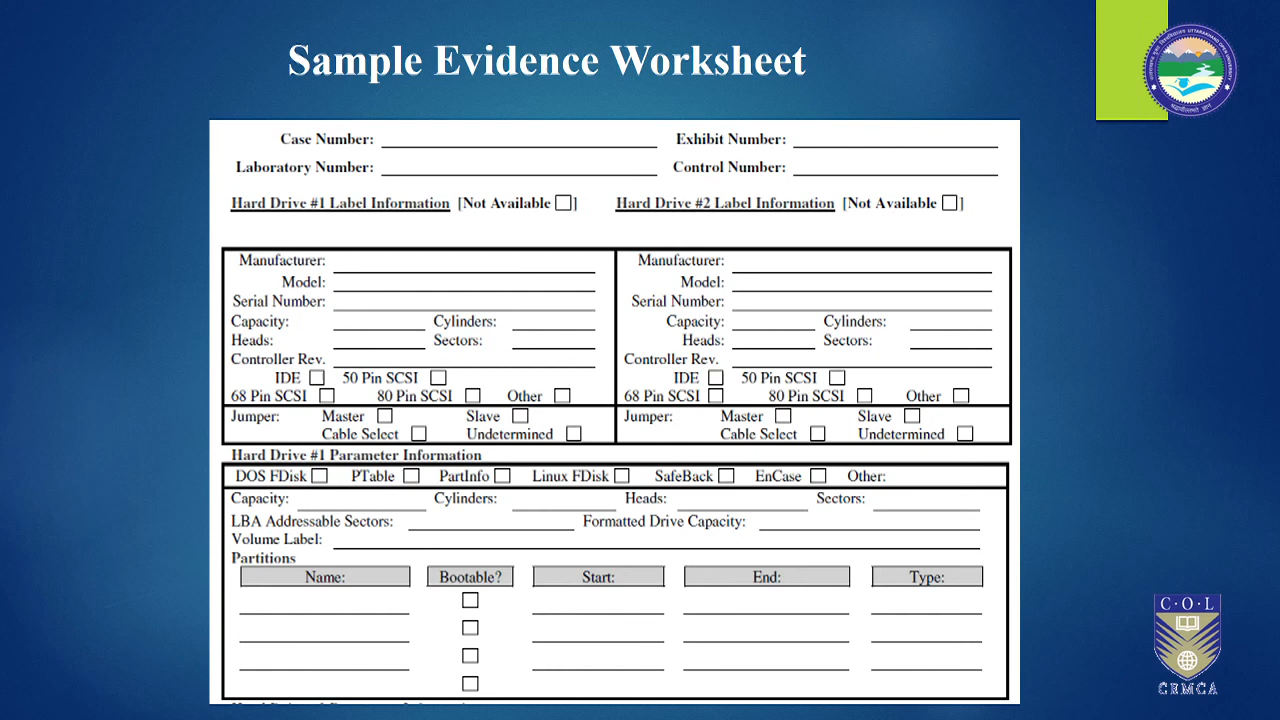 Sample Evidence Worksheet
Case Number: Exhibit Number:
Laboratory Number: Control Number:
Hard Drive #1 Label Information [Not Available ] Hard Drive #2 Label Information [Not Available ]
Manufacturer: Manufacturer:
Model: Model:
Serial Number: Serial Number:
Capacity: Cylinders: Capacity: Cylinders:
Heads: Sectors: Heads: Sectors:
Controller Rev. Controller Rev.
IDE 50 Pin SCSI IDE 50 Pin SCSI
68 Pin SCSI 80 Pin SCSI Other 68 Pin SCSI 80 Pin SCSI Other
Jumper: Master Slave Jumper: Master Slave
Cable Select Undetermined Cable Select Undetermined
Hard Drive #1 Parameter Information
DOS FDisk PTable PartInfo Linux FDisk SafeBack EnCase Other:
Capacity: Cylinders: Heads: Sectors:
LBA Addressable Sectors: Formatted Drive Capacity:
Volume Label:
Partitions
Name: Bootable? Start: End: Type:
C·O·L
CRMCA